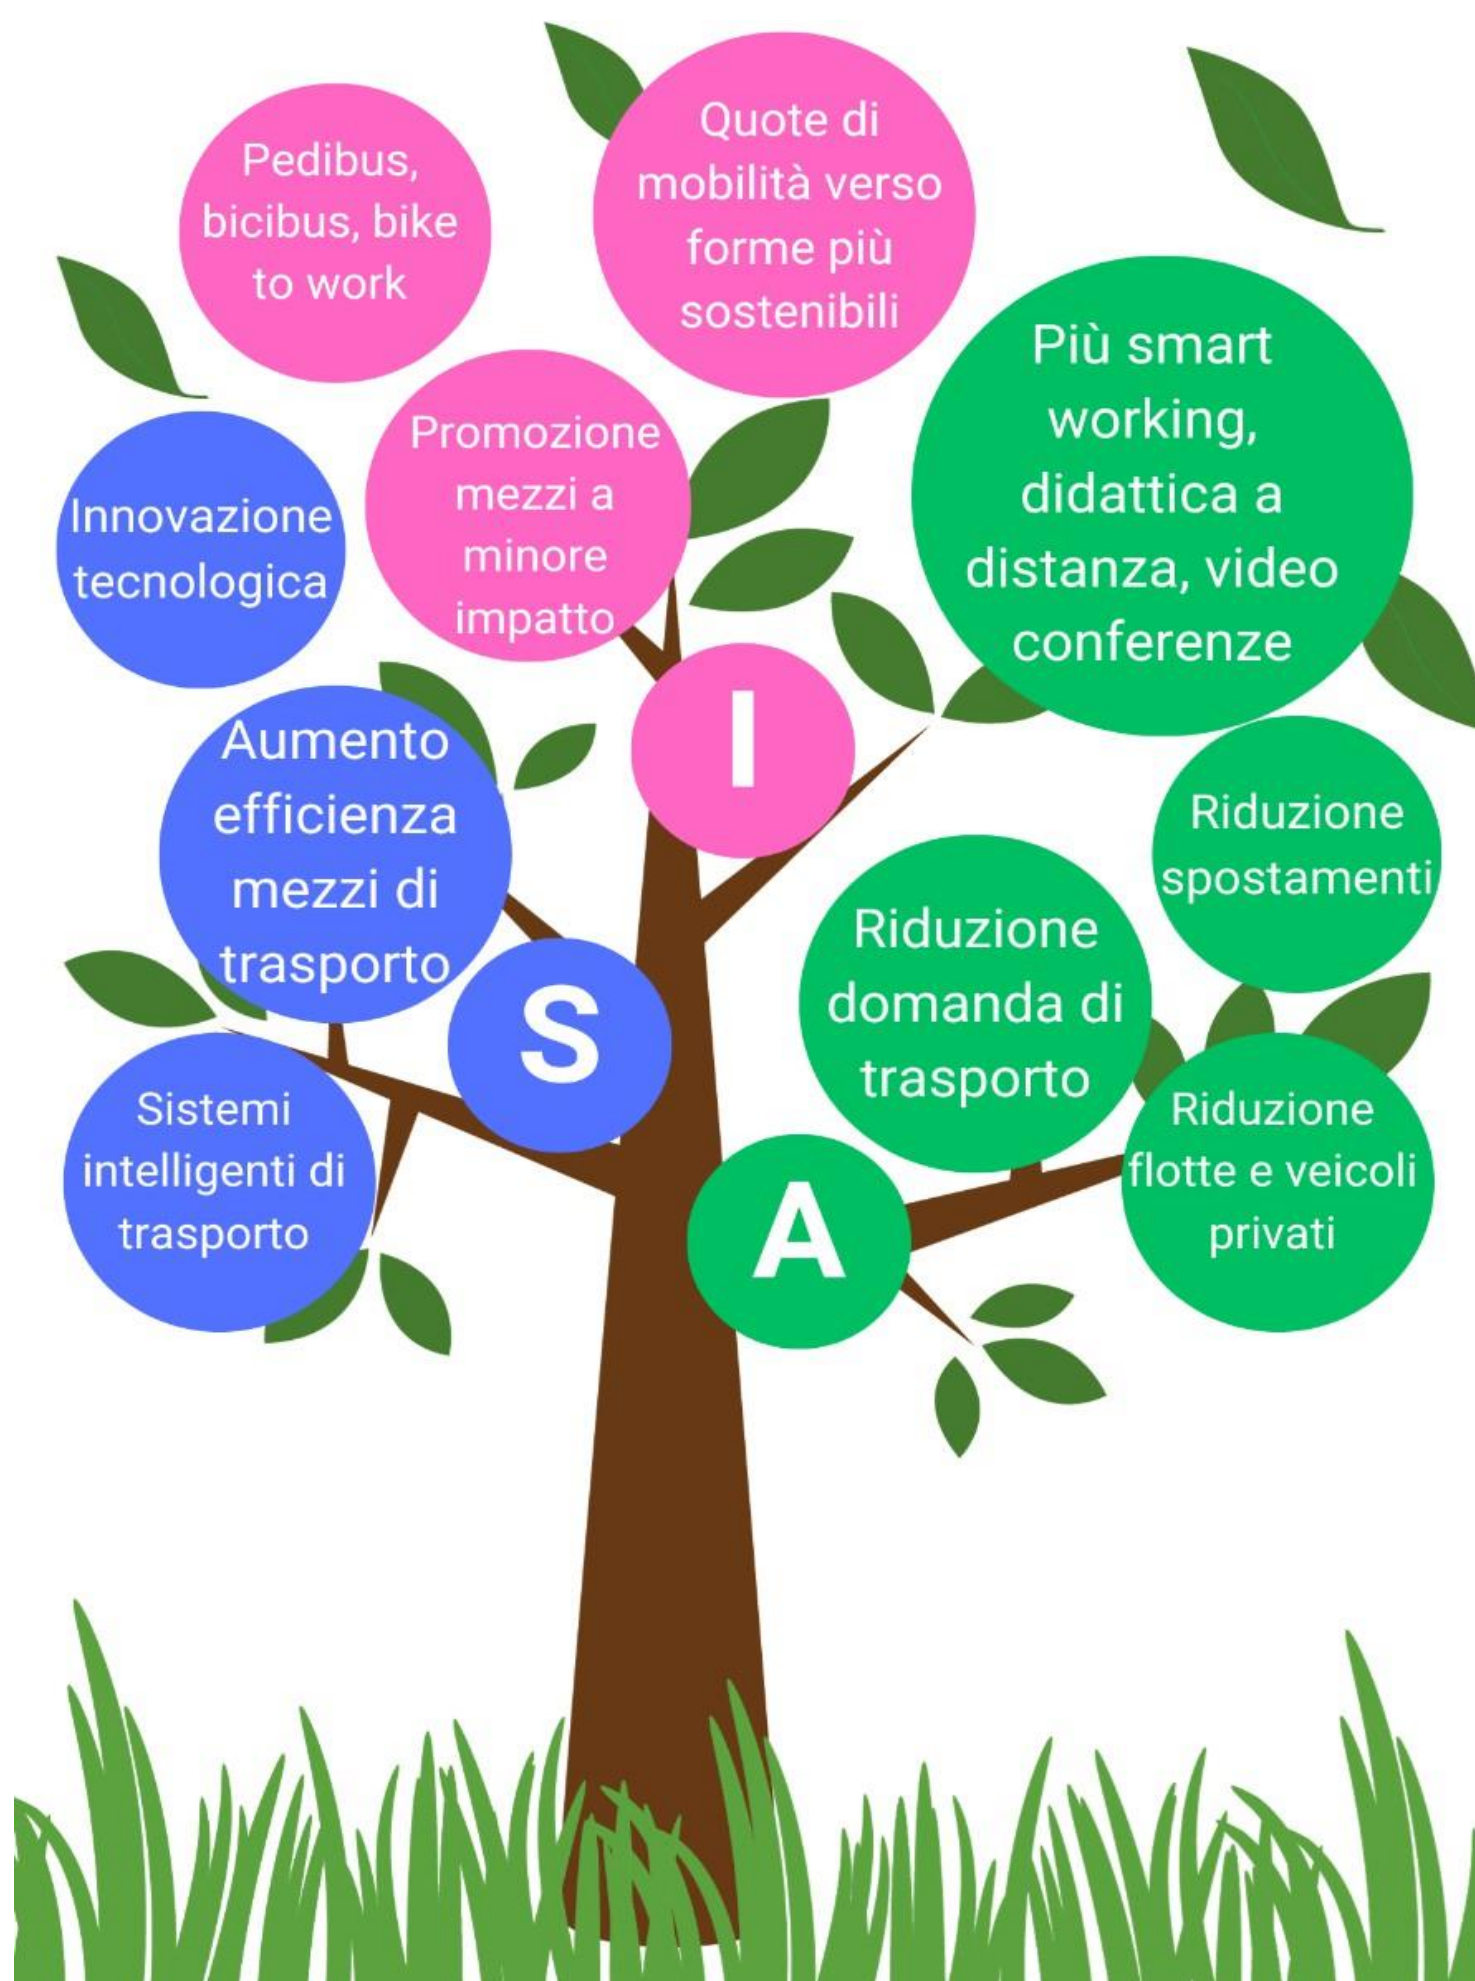 Pedibus,
bicibus, bike
to work
Quote di
mobilità verso
forme più
sostenibili
Più smart
working,
didattica a
distanza, video
conferenze
Promozione
mezzi a
minore
impatto
Innovazione
tecnologica
I
Aumento
efficienza
mezzi di
trasporto
Riduzione
spostamenti
Riduzione
domanda di
trasporto
S
Sistemi
intelligenti di
trasporto
Riduzione
flotte e veicoli
privati
A